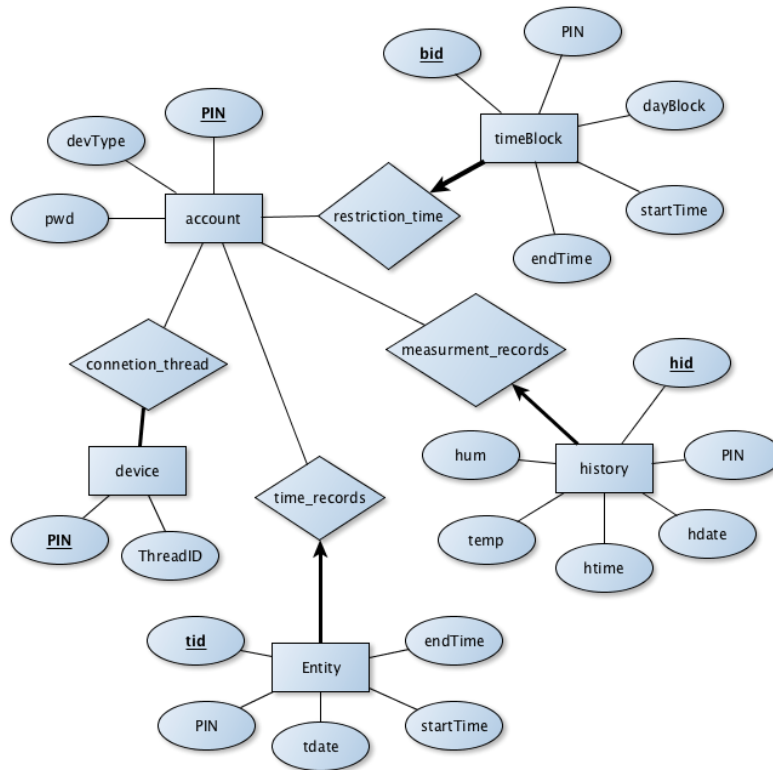 bid
PIN
PIN
devType
dayBlock
timeBlock
pwd
account
restriction_time
startTime
endTime
connetion_thread
measurment_records
hid
hum
history
PIN
device
time_records
temp
hdate
PIN
ThreadID
htime
tid
endTime
Entity
PIN
startTime
tdate